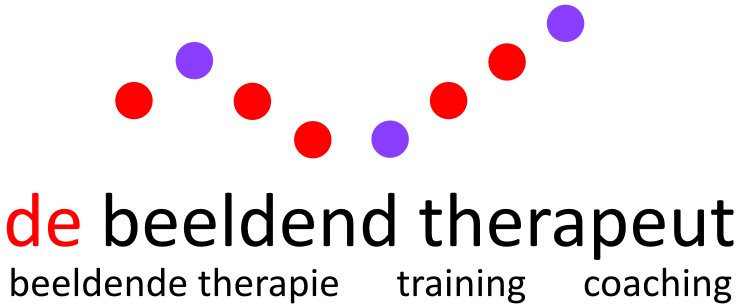 de beeldend therapeut
beeldende therapie training coaching